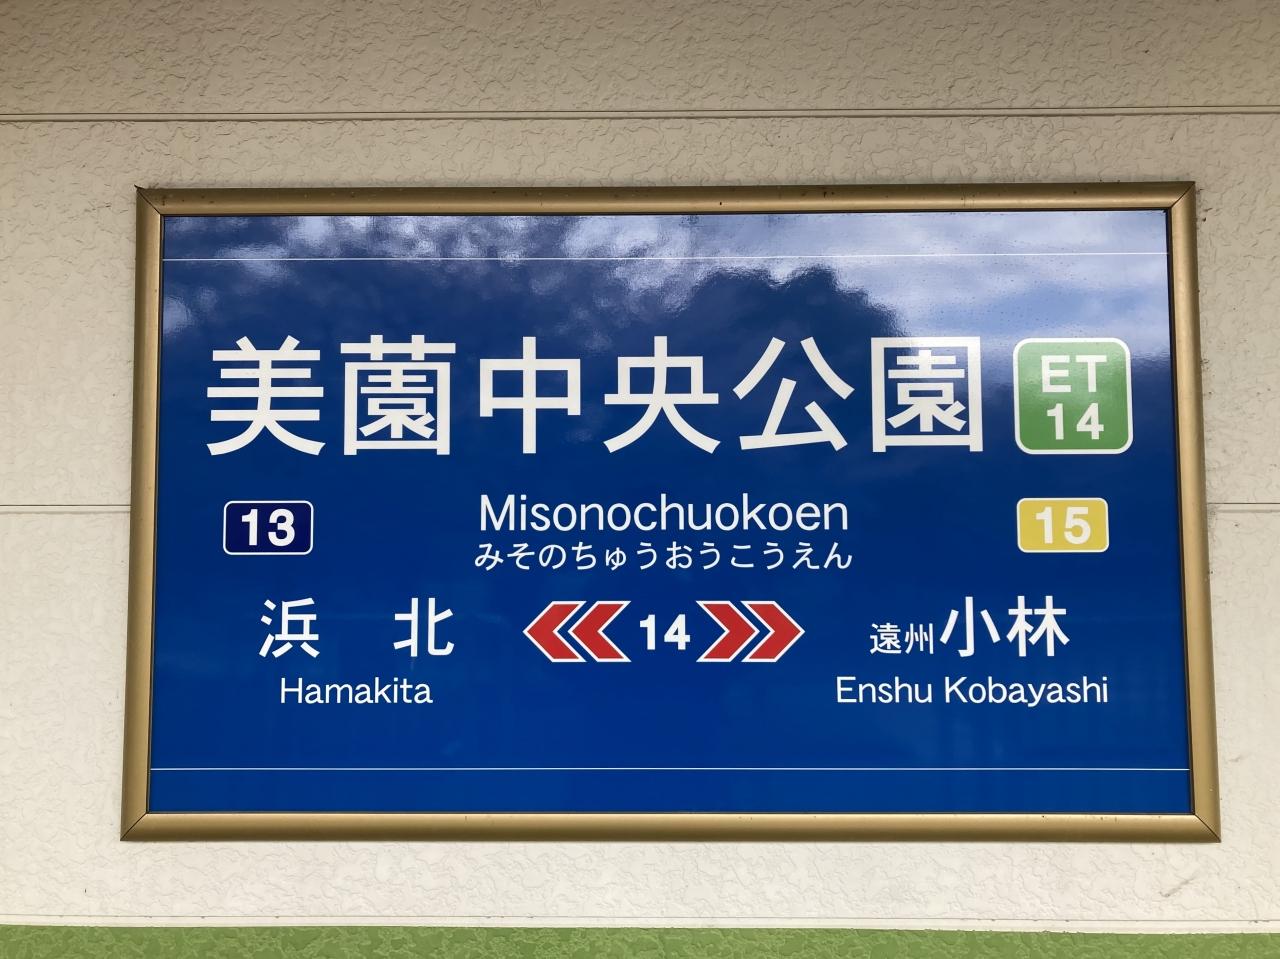 美薗中央公園 ET 14
13 Misonochuokoen 15
みそのちゅうおうこうえん
浜 北 14 遠州小林
Hamakita Enshu Kobayashi